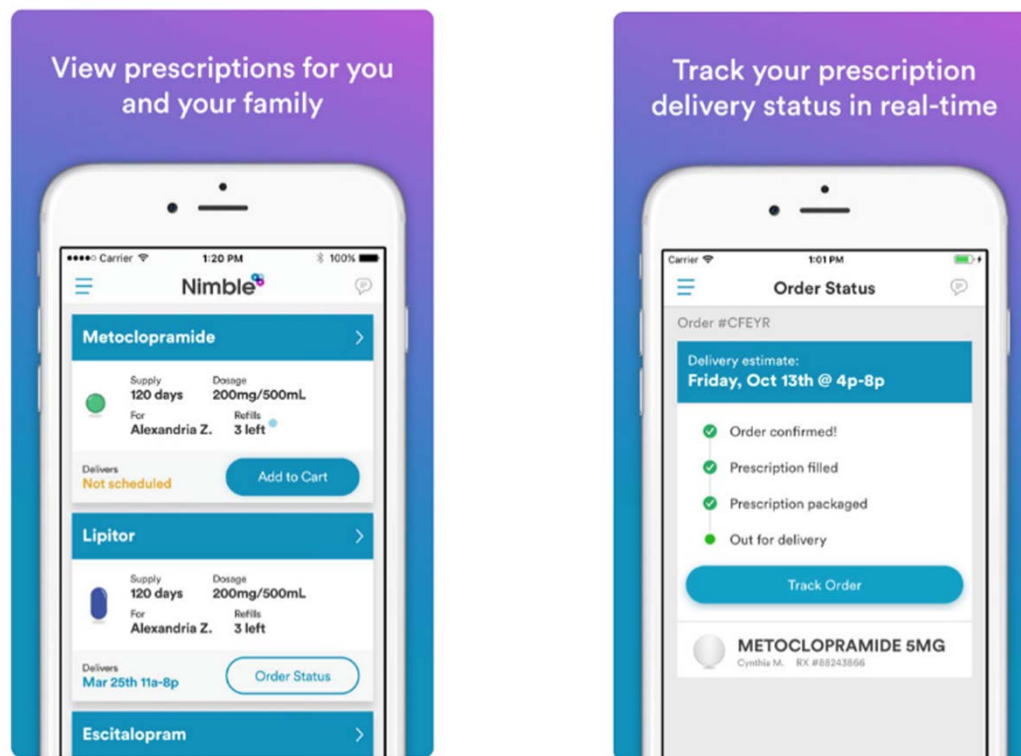 View prescriptions for you
and your family
Carrier 1:20 PM 100%
Nimble
Metoclopramide
Supply Dosage
120 days 200mg/500mL
For Refills
Alexandria Z. 3 left
Delivers
Not scheduled
Add to Cart
Lipitor
Supply Dosage
120 days 200mg/500mL
For Refills
Alexandria Z. 3 left
Delivers
Mar 25th 11a-8p
Order Status
Escitalopram
Track your prescription
delivery status in real-time
Carrier 1:01 PM
Order Status
Order #CFEYR
Delivery estimate:
Friday, Oct 13th @ 4p-8p
Order confirmed!
Prescription filled
Prescription packaged
Out for delivery
Track Order
METOCLOPRAMIDE 5MG
Cynthia M. RX #88243866